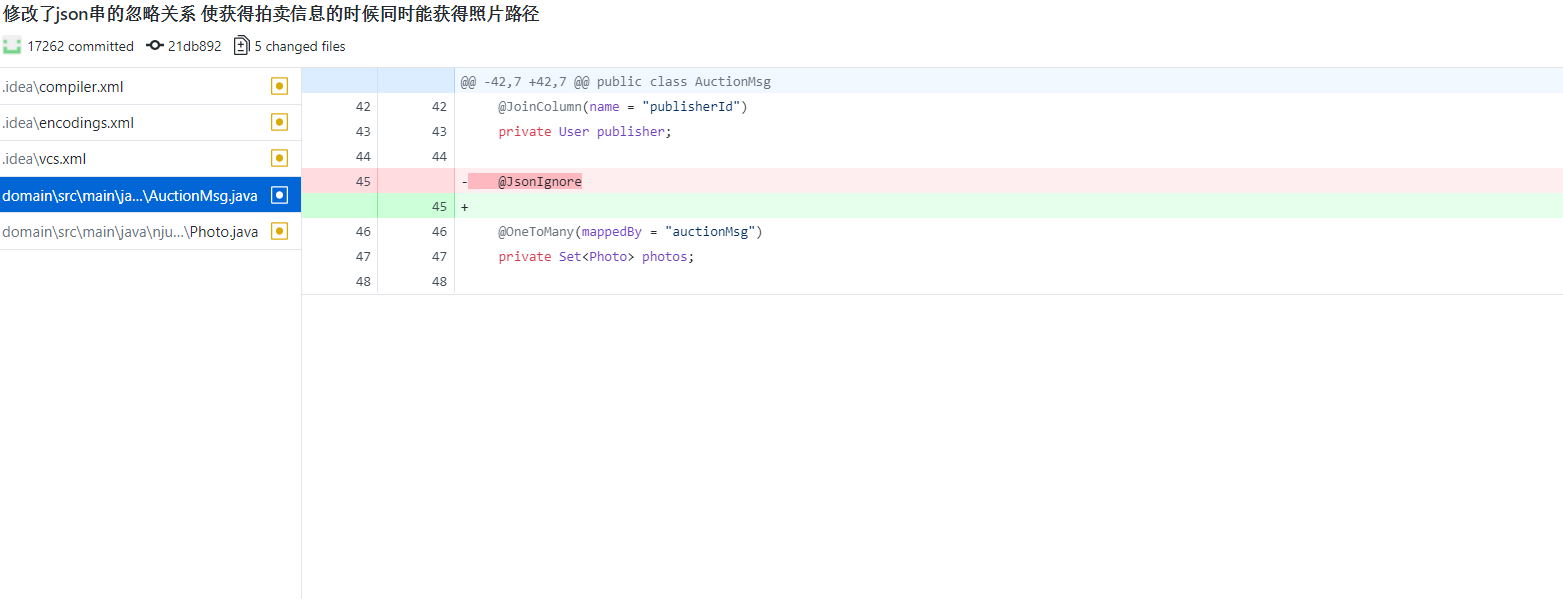 修改了json串的忽略关系 使获得拍卖信息的时候同时能获得照片路径
17262 committed 21db892 5 changed files
.idea\compiler.xml
.idea\encodings.xml
.idea\vcs.xml
domain\src\main\ja...\AuctionMsg.java
domain\src\main\java\nju...\Photo.java
@@ -42,7 +42,7 @@ public class AuctionMsg
42 42 @JoinColumn(name = "publisherId")
43 43 private User publisher;
44 44
45 - @JsonIgnore
45 +
46 46 @OneToMany(mappedBy = "auctionMsg")
47 47 private Set<Photo> photos;
48 48